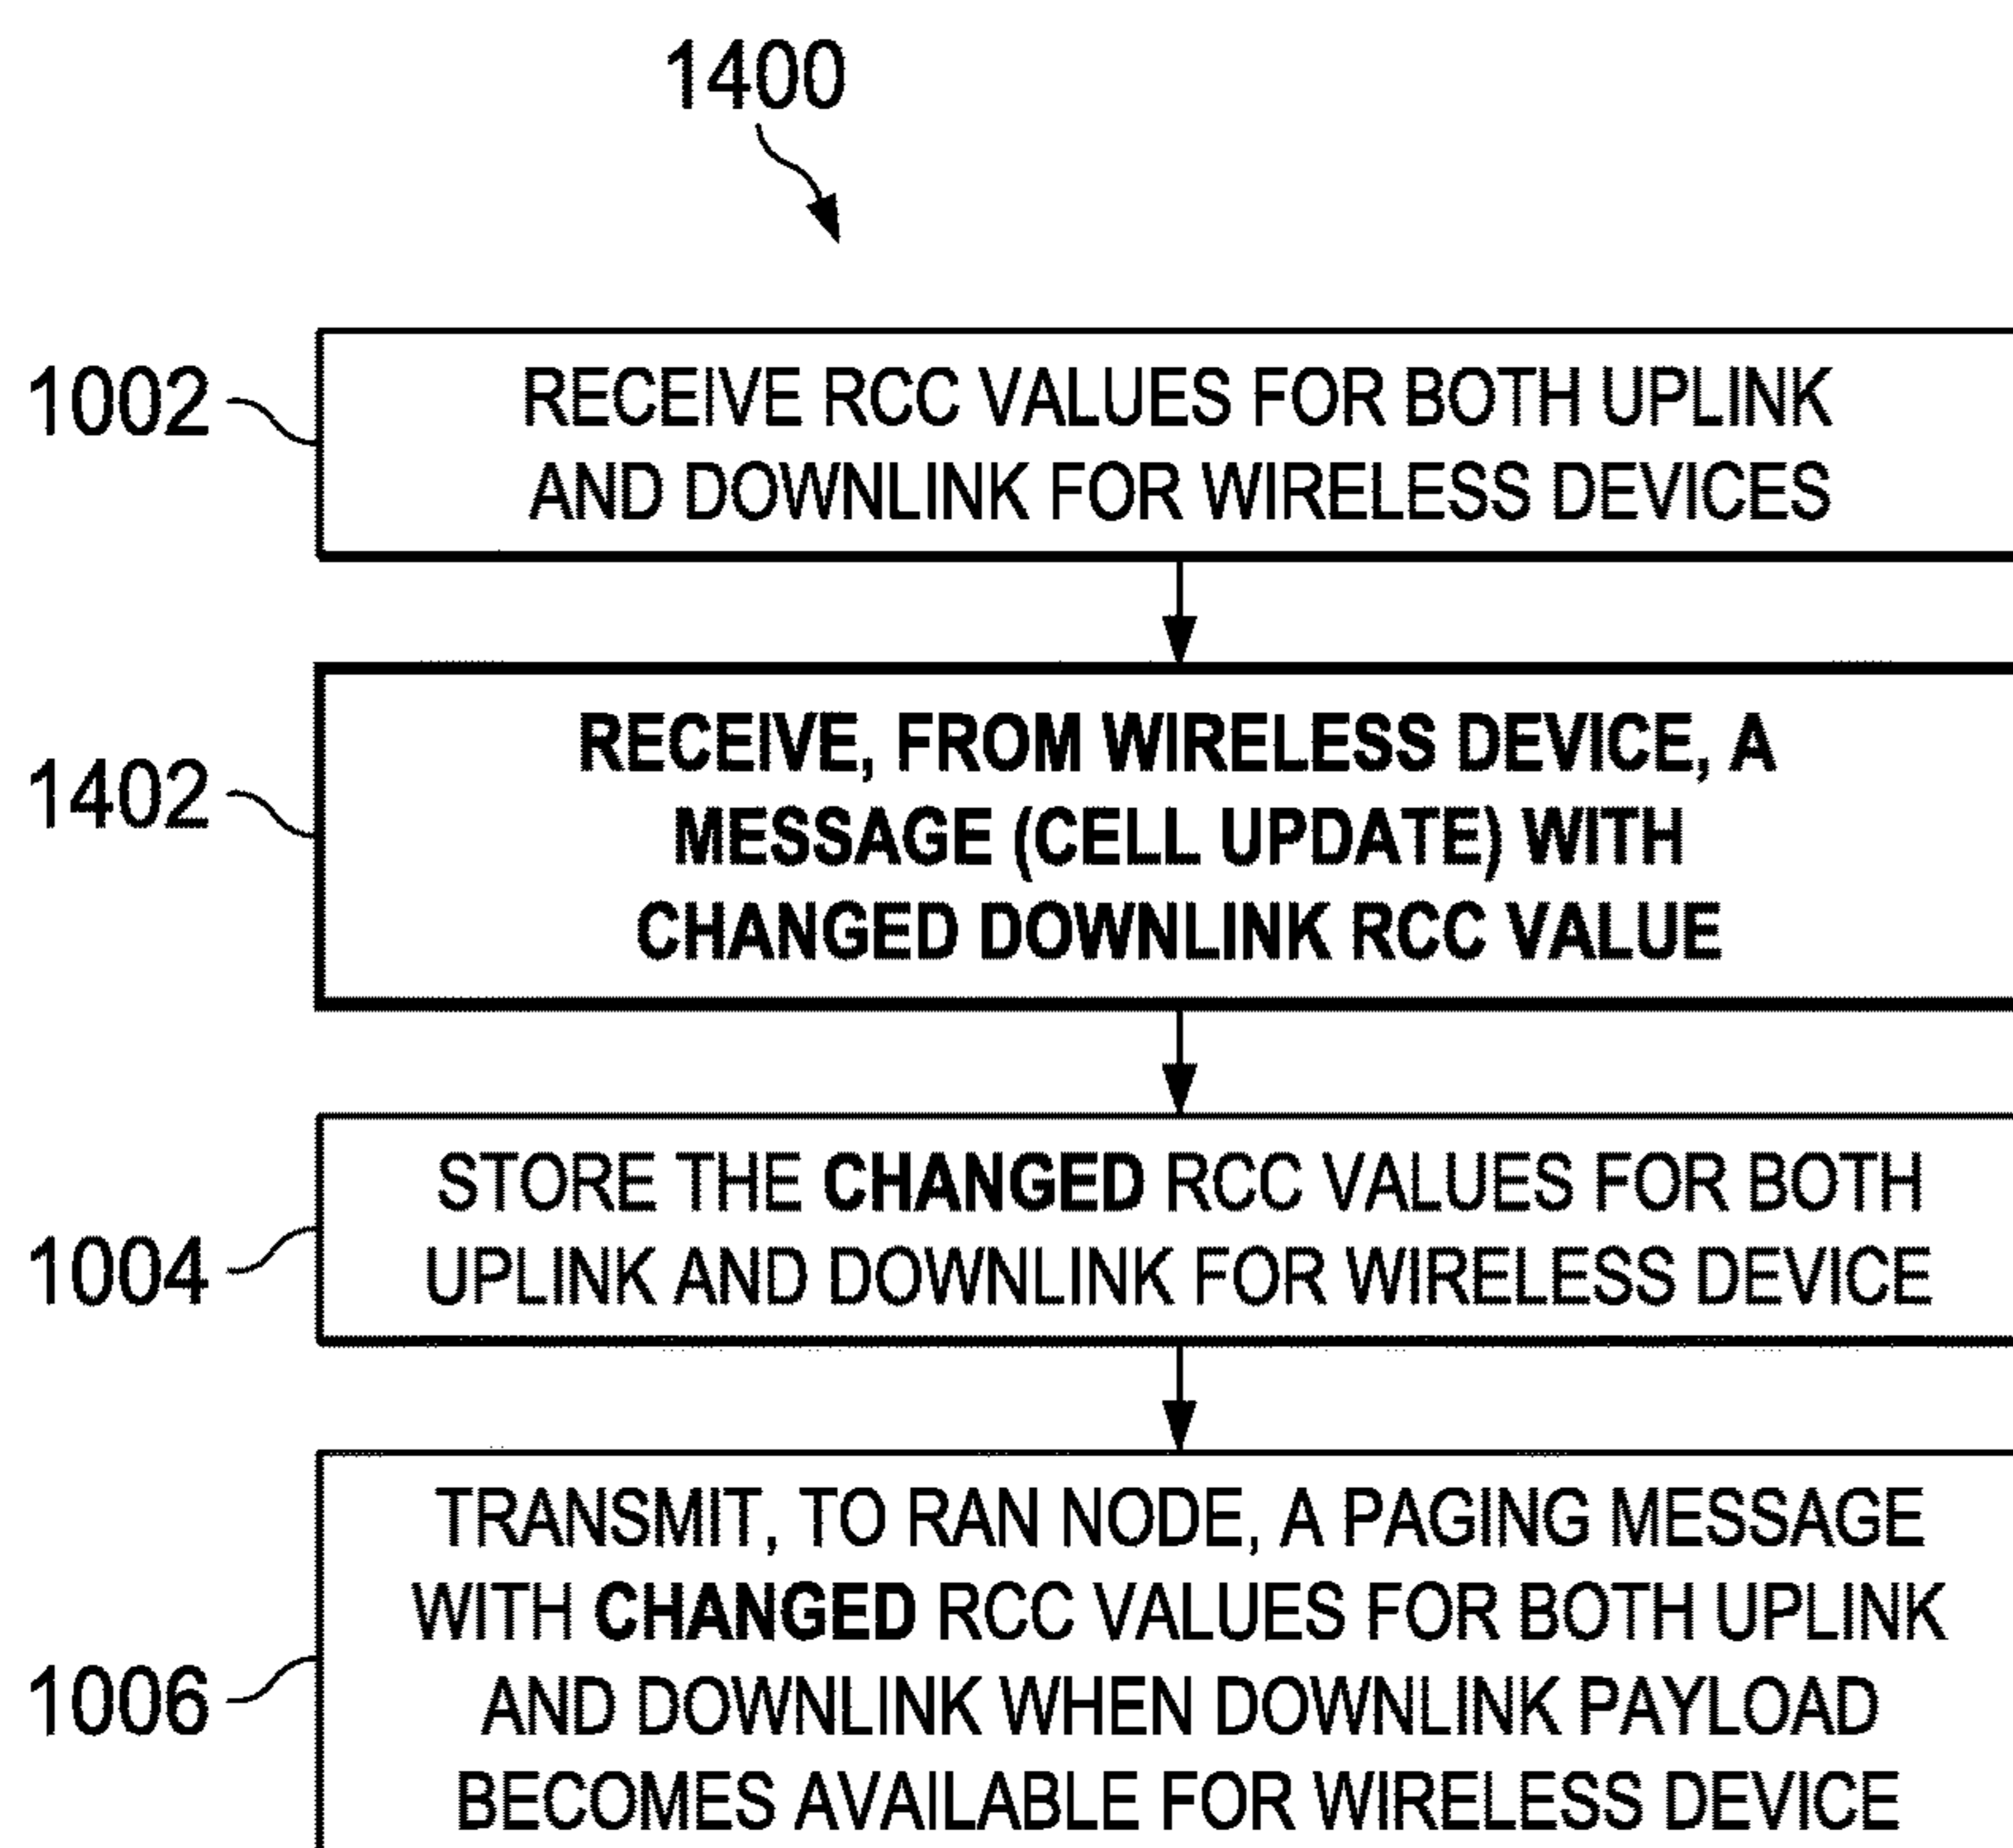 1400
1002
RECEIVE RCC VALUES FOR BOTH UPLINK
AND DOWNLINK FOR WIRELESS DEVICES
1402
RECEIVE, FROM WIRELESS DEVICE, A
MESSAGE (CELL UPDATE) WITH
CHANGED DOWNLINK RCC VALUE
1004
STORE THE CHANGED RCC VALUES FOR BOTH
UPLINK AND DOWNLINK FOR WIRELESS DEVICE
1006
TRANSMIT, TO RAN NODE, A PAGING MESSAGE
WITH CHANGED RCC VALUES FOR BOTH UPLINK
AND DOWNLINK WHEN DOWNLINK PAYLOAD
BECOMES AVAILABLE FOR WIRELESS DEVICE